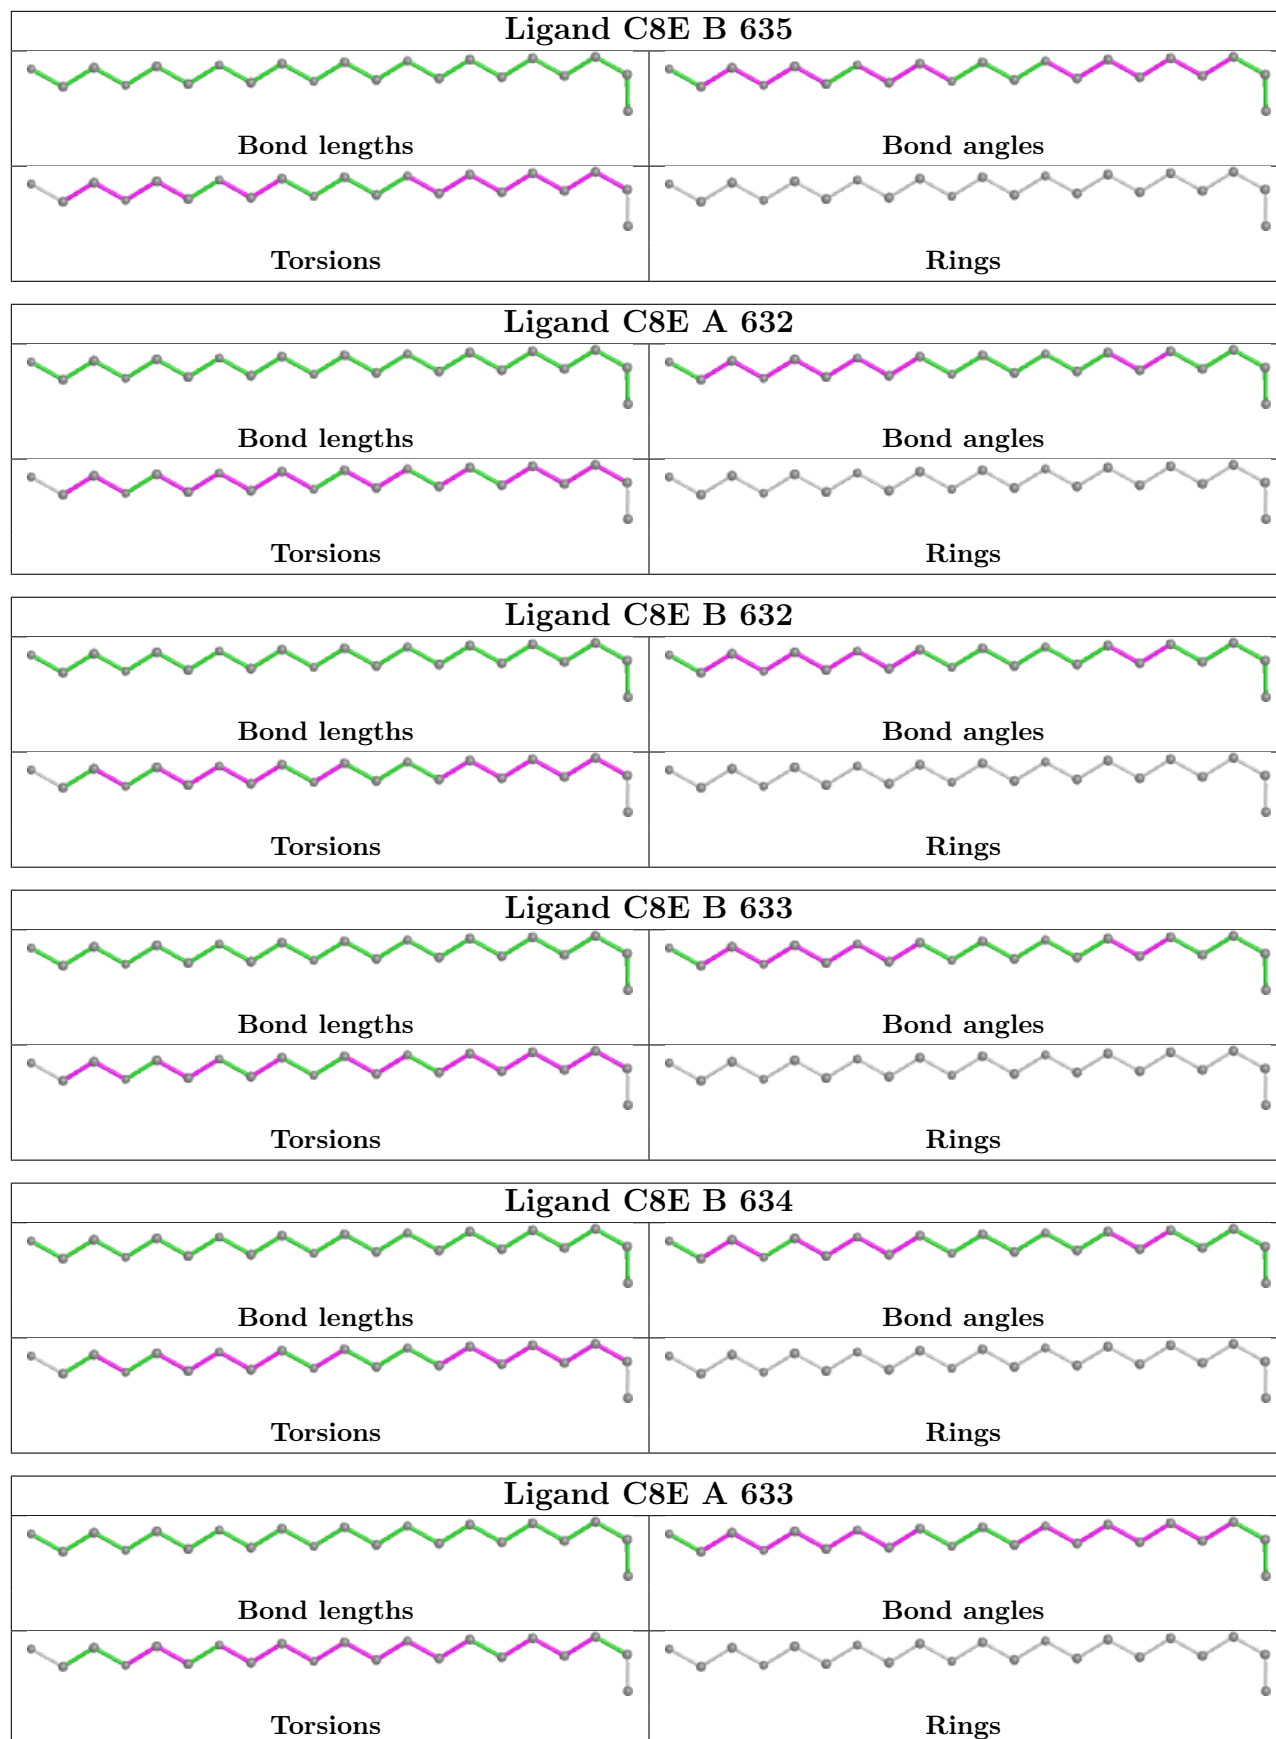 Ligand C8E B 635
Bond lengths Bond angles
Torsions Rings
Ligand C8E A 632
Bond lengths Bond angles
Torsions Rings
Ligand C8E B 632
Bond lengths Bond angles
Torsions Rings
Ligand C8E B 633
Bond lengths Bond angles
Torsions Rings
Ligand C8E B 634
Bond lengths Bond angles
Torsions Rings
Ligand C8E A 633
Bond lengths Bond angles
Torsions Rings